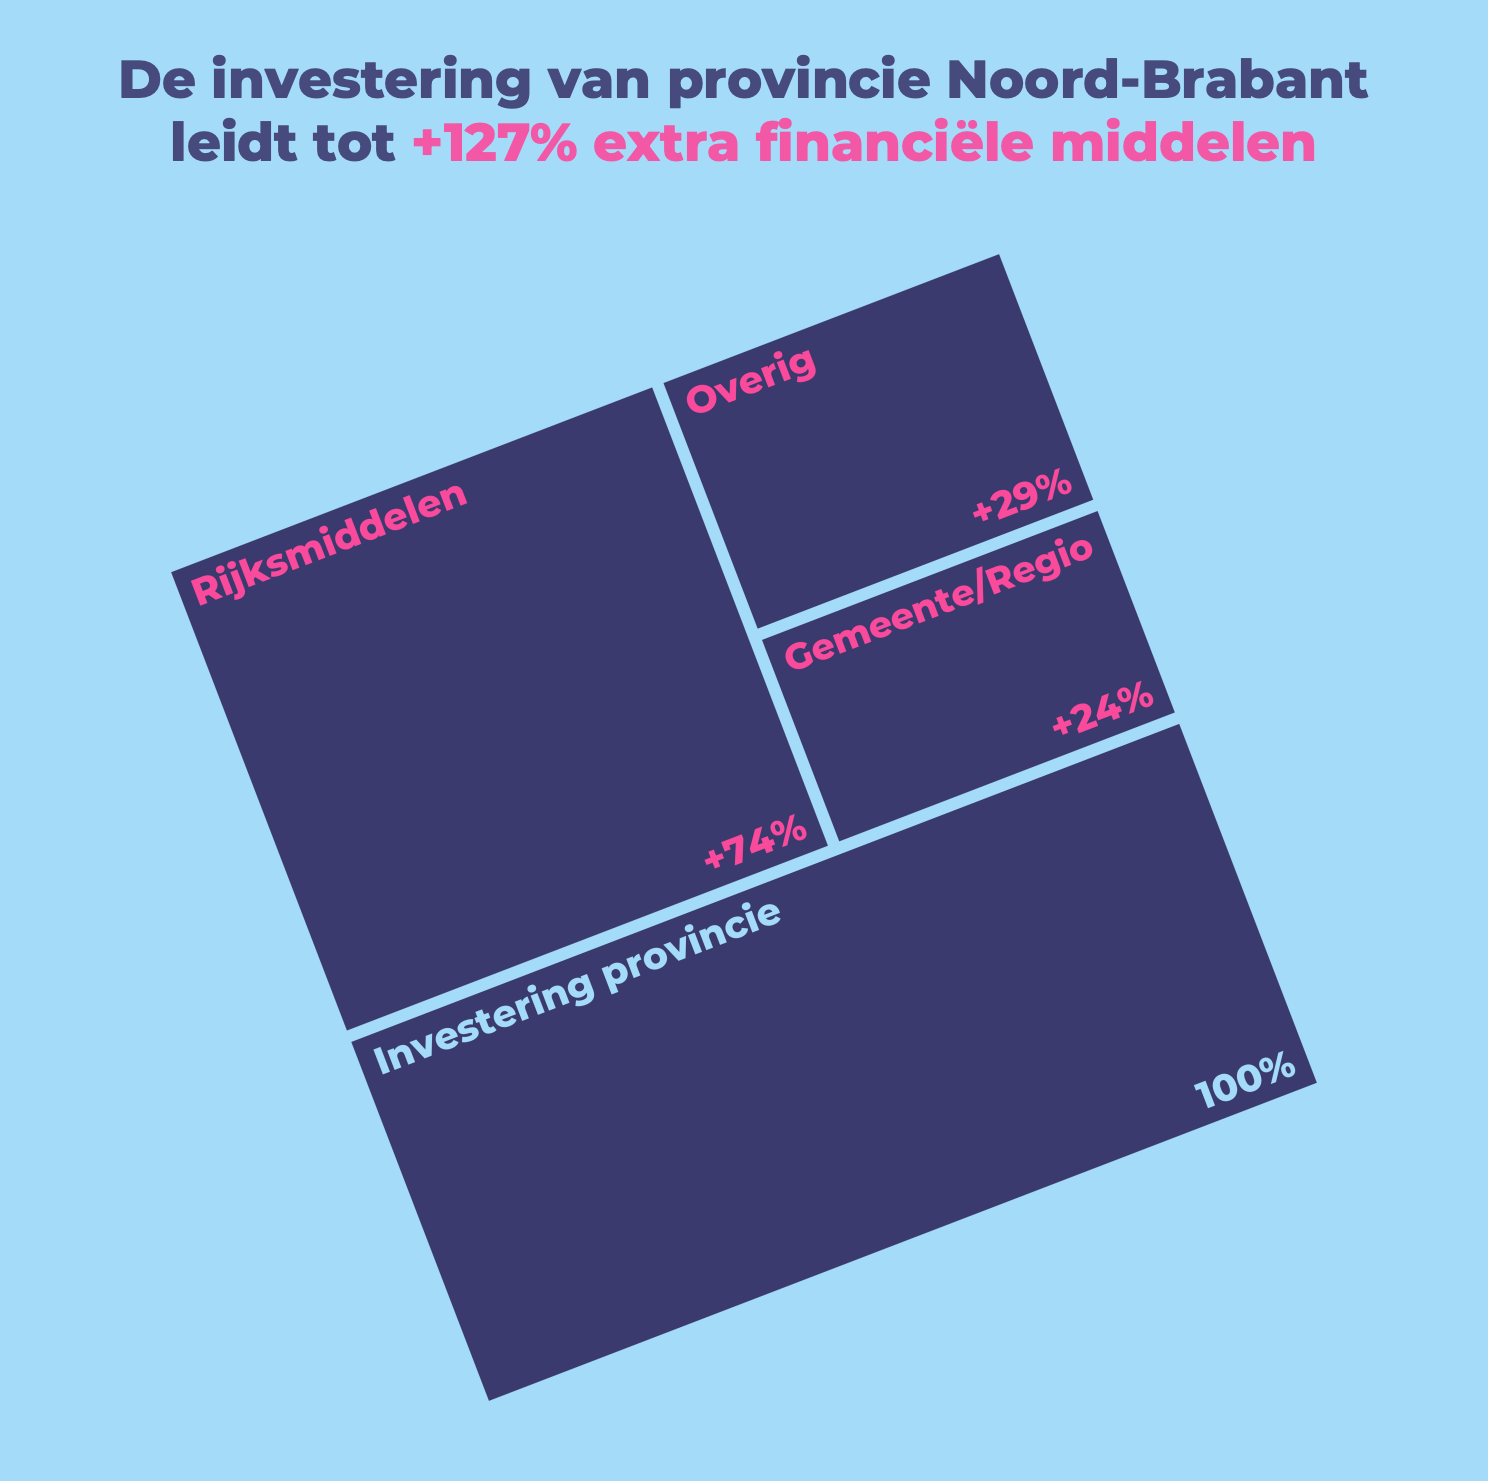 De investering van provincie Noord-Brabant
leidt tot +127% extra financiële middelen
Overig
+29%
Rijksmiddelen
+74%
Gemeente/Regio
+24%
Investering provincie
100%